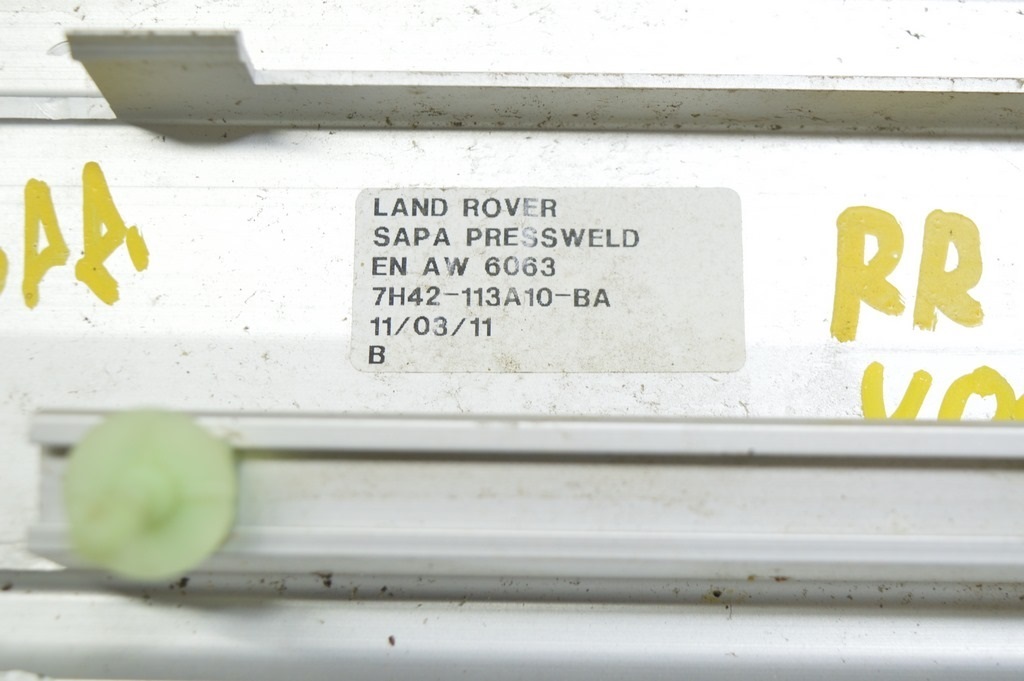 LAND ROVER
SAPA PRESSWELD
EN AW 6063
7H42-113A10-BA
11/03/11
B
RR